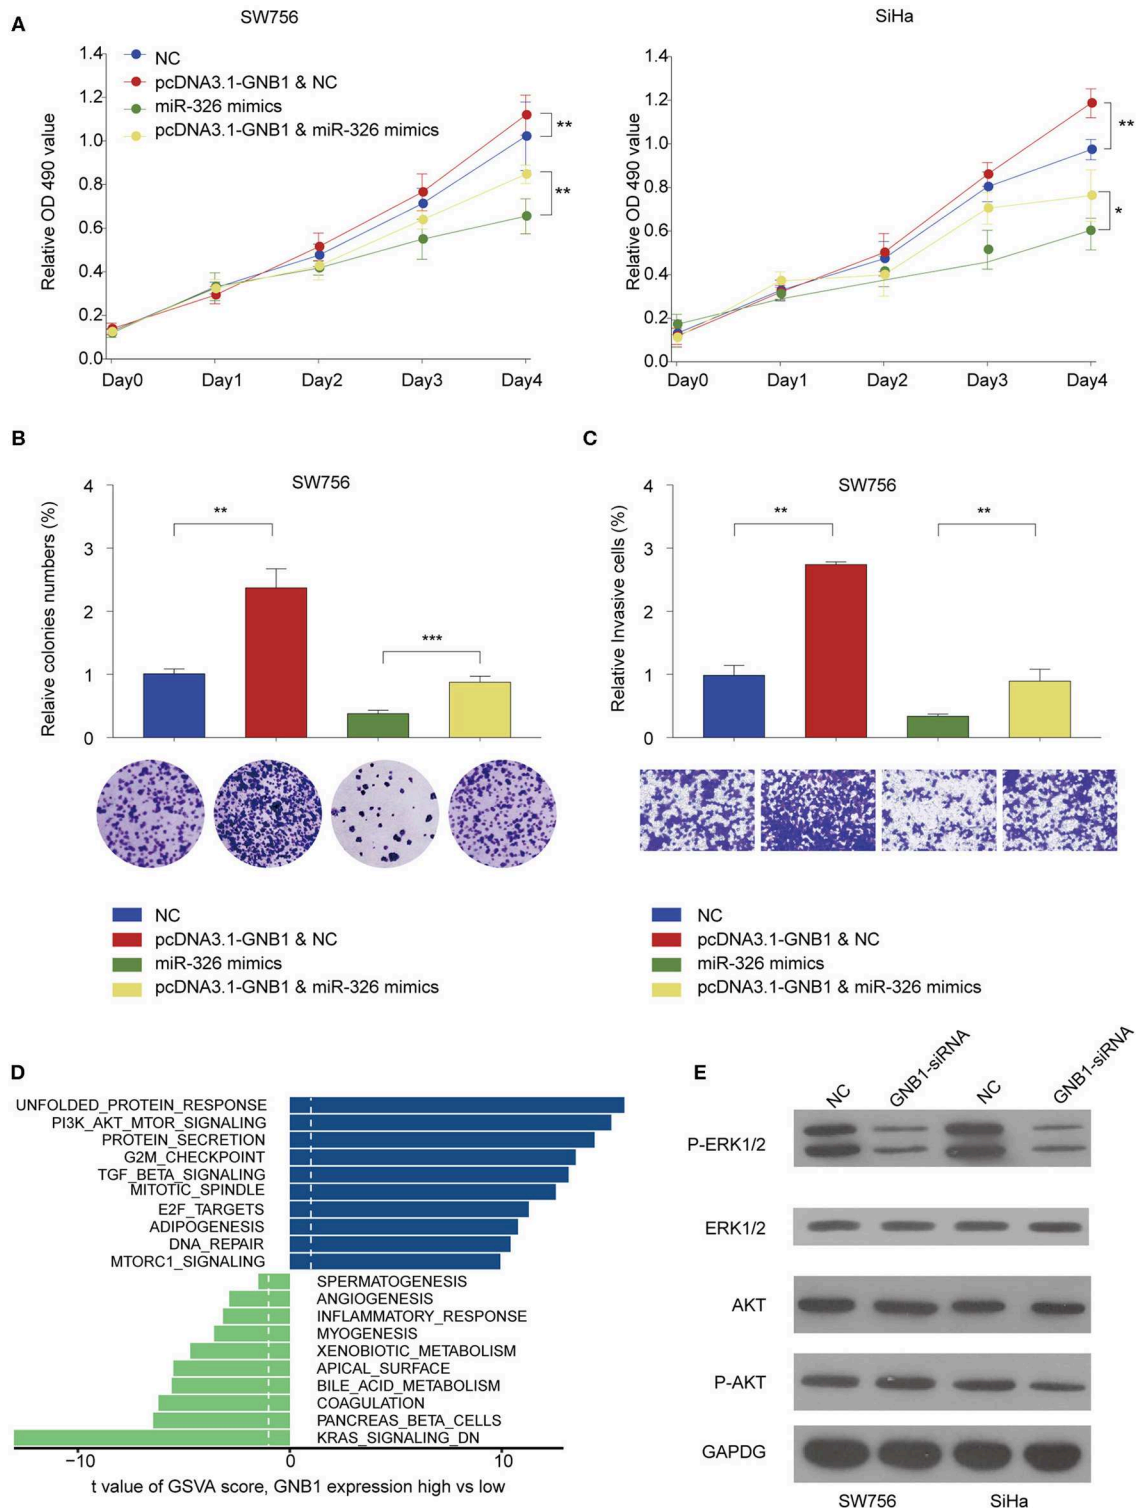 A
SW756
SiHa
NC
pcDNA3.1-GNB1 & NC
miR-326 mimics
pcDNA3.1-GNB1 & miR-326 mimics
Relative OD 490 value
1.4
1.2
1.0
0.8
0.6
0.4
0.2
0.0
Day0 Day1 Day2 Day3 Day4
**
**
Relative OD 490 value
1.4
1.2
1.0
0.8
0.6
0.4
0.2
0.0
Day0 Day1 Day2 Day3 Day4
**
*
B
SW756
Relaive colonies numbers (%)
4
3
2
1
0
**
***
NC
pcDNA3.1-GNB1 & NC
miR-326 mimics
pcDNA3.1-GNB1 & miR-326 mimics
C
SW756
Relative Invasive cells (%)
4
3
2
1
0
**
**
NC
pcDNA3.1-GNB1 & NC
miR-326 mimics
pcDNA3.1-GNB1 & miR-326 mimics
D
UNFOLDED_PROTEIN_RESPONSE
PI3K_AKT_MTOR_SIGNALING
PROTEIN_SECRETION
G2M_CHECKPOINT
TGF_BETA_SIGNALING
MITOTIC_SPINDLE
E2F_TARGETS
ADIPOGENESIS
DNA_REPAIR
MTORC1_SIGNALING
SPERMATOGENESIS
ANGIOGENESIS
INFLAMMATORY_RESPONSE
MYOGENESIS
XENOBIOTIC_METABOLISM
APICAL_SURFACE
BILE_ACID_METABOLISM
COAGULATION
PANCREAS_BETA_CELLS
KRAS_SIGNALING_DN
−10 0 10
t value of GSVA score, GNB1 expression high vs low
E
NC GNB1-siRNA NC GNB1-siRNA
P-ERK1/2
ERK1/2
AKT
P-AKT
GAPDG
SW756 SiHa